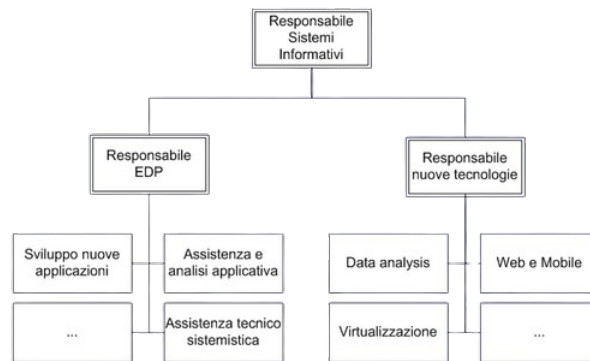 Responsabile
Sistemi
Informativi
Responsabile
EDP
Responsabile
nuove tecnologie
Sviluppo nuove
applicazioni
Assistenza e
analisi applicativa
Data analysis
Web e Mobile
...
Assistenza tecnico
sistemistica
Virtualizzazione
...